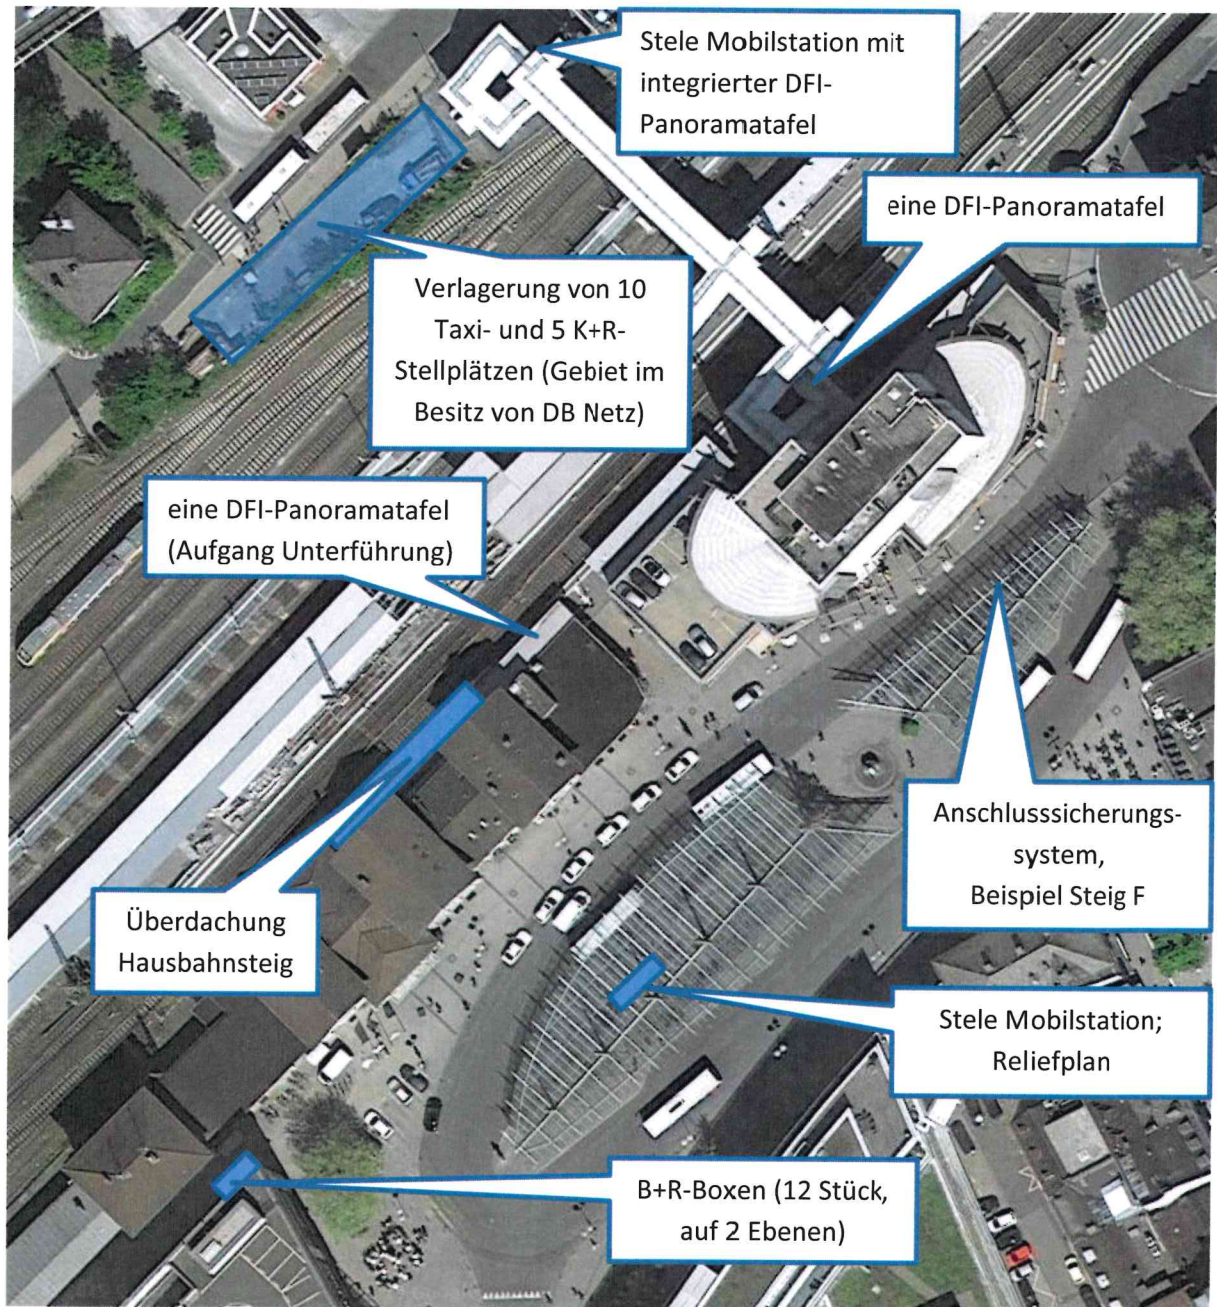 Stele Mobilstation mit
integrierter DFI-
Panoramatafel
eine DFI-Panoramatafel
Verlagerung von 10
Taxi- und 5 K+R-
Stellplätzen (Gebiet im
Besitz von DB Netz)
eine DFI-Panoramatafel
(Aufgang Unterführung)
Anschlusssicherungs-
system,
Beispiel Steig F
Überdachung
Hausbahnsteig
Stele Mobilstation;
Reliefplan
B+R-Boxen (12 Stück,
auf 2 Ebenen)